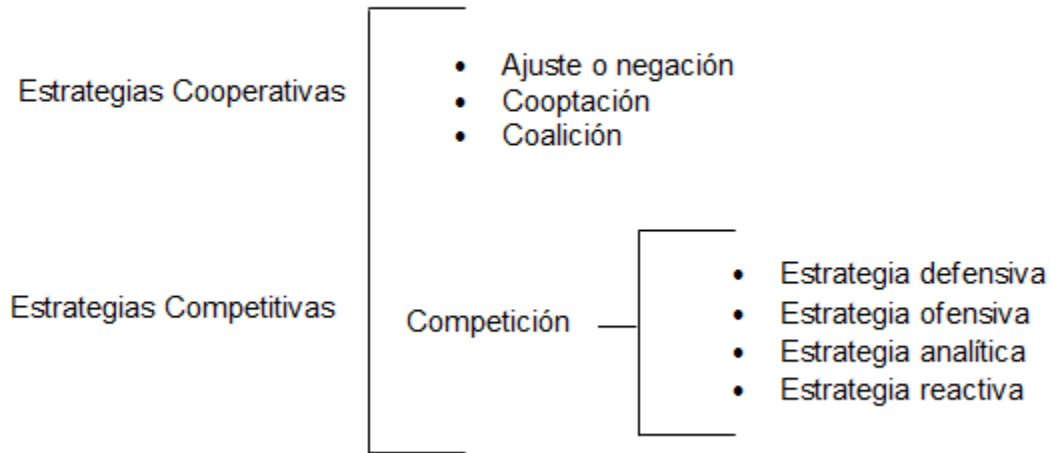 Estrategias Cooperativas
• Ajuste o negación
• Cooptación
• Coalición
Estrategias Competitivas
Competición
• Estrategia defensiva
• Estrategia ofensiva
• Estrategia analítica
• Estrategia reactiva